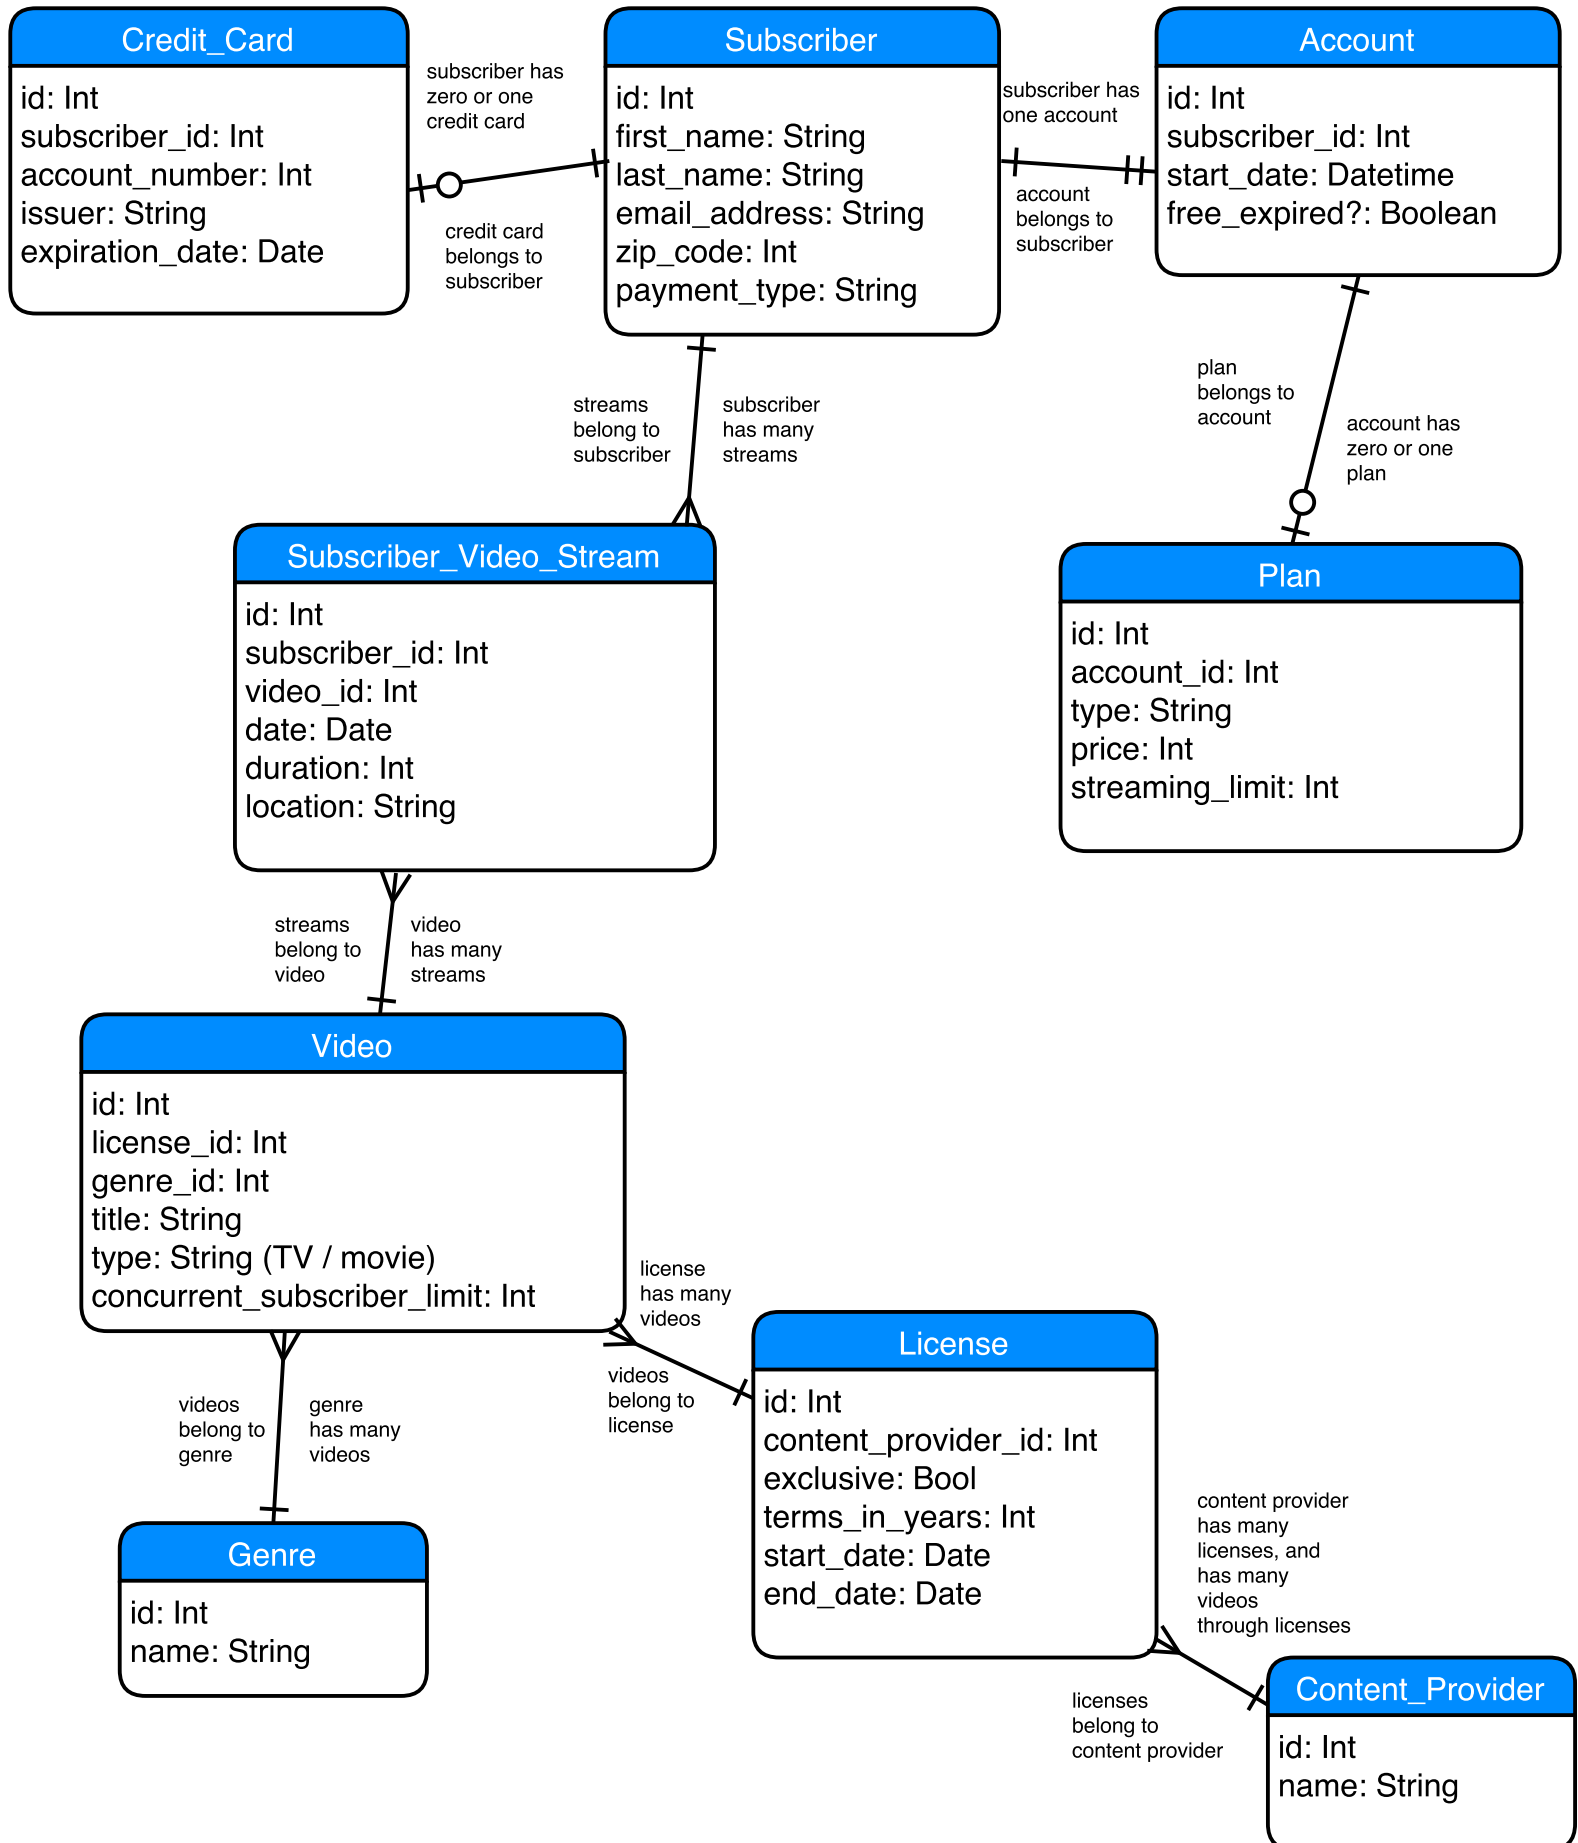 Credit_Card
id: Int
subscriber_id: Int
account_number: Int
issuer: String
expiration_date: Date
subscriber has
zero or one
credit card
credit card
belongs to
subscriber
Subscriber
id: Int
first_name: String
last_name: String
email_address: String
zip_code: Int
payment_type: String
subscriber has
one account
account
belongs to
subscriber
Account
id: Int
subscriber_id: Int
start_date: Datetime
free_expired?: Boolean
streams
belong to
subscriber
subscriber
has many
streams
plan
belongs to
account
account has
zero or one
plan
Subscriber_Video_Stream
id: Int
subscriber_id: Int
video_id: Int
date: Date
duration: Int
location: String
Plan
id: Int
account_id: Int
type: String
price: Int
streaming_limit: Int
streams
belong to
video
video
has many
streams
Video
id: Int
license_id: Int
genre_id: Int
title: String
type: String (TV / movie)
concurrent_subscriber_limit: Int
license
has many
videos
videos
belong to
license
videos
belong to
genre
genre
has many
videos
License
id: Int
content_provider_id: Int
exclusive: Bool
terms_in_years: Int
start_date: Date
end_date: Date
Genre
id: Int
name: String
content provider
has many
licenses, and
has many
videos
through licenses
licenses
belong to
content provider
Content_Provider
id: Int
name: String